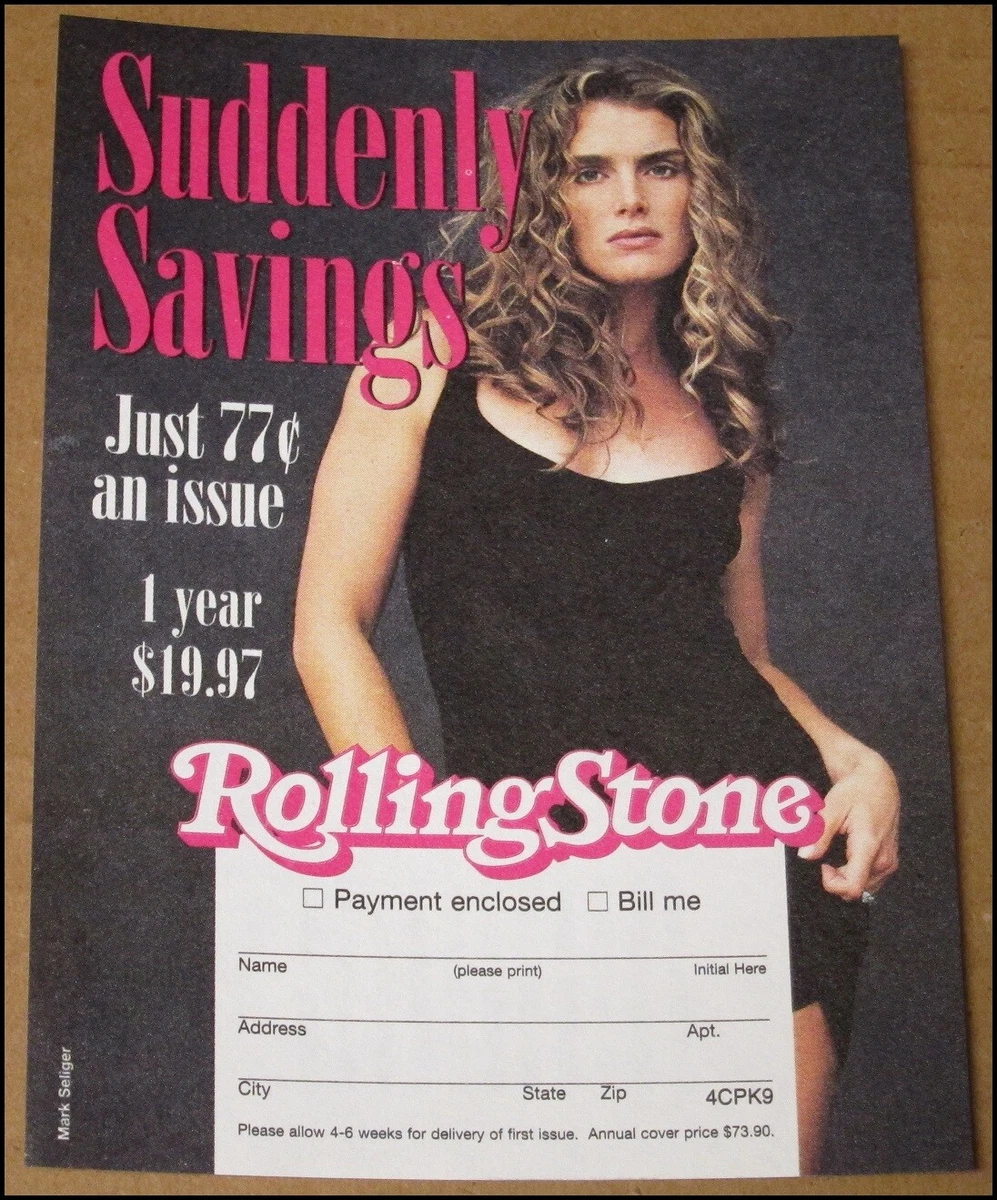 Suddenly
Savings
Just 77¢
an issue
1 year
$19.97
RollingStone
☐ Payment enclosed ☐ Bill me
Name (please print) Initial Here
Address Apt.
City State Zip 4CPK9
Please allow 4-6 weeks for delivery of first issue. Annual cover price $73.90.
Mark Seliger